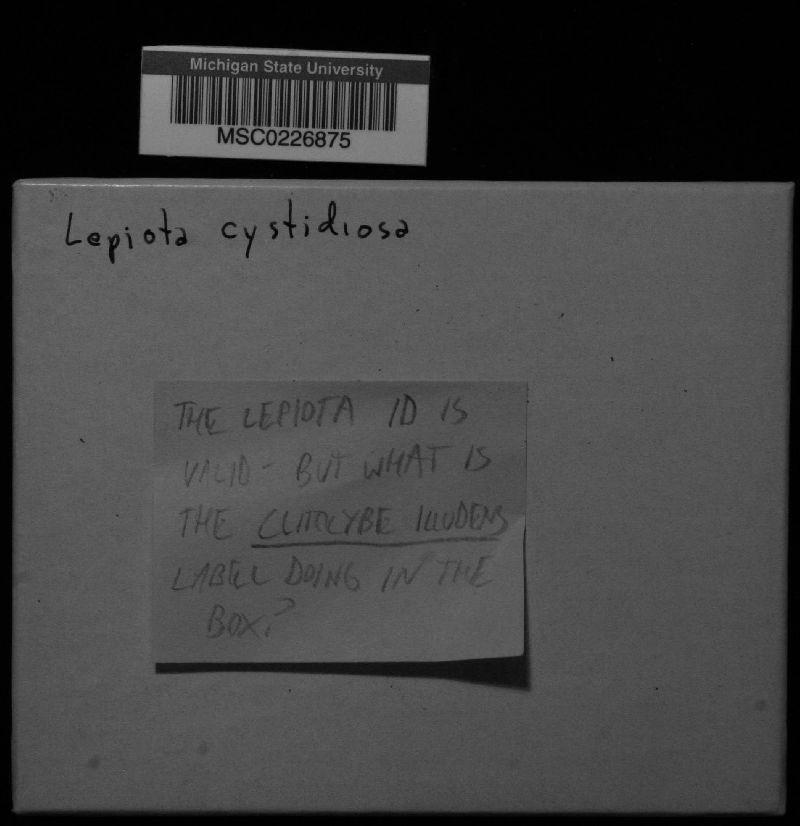 Michigan State University
MSC0226875
Lepiota cystidiosa
THE LEPIOTA ID IS
VALID - BUT WHAT IS
THE CLITOCYBE ILLUDENS
LABEL DOING IN THE
BOX?